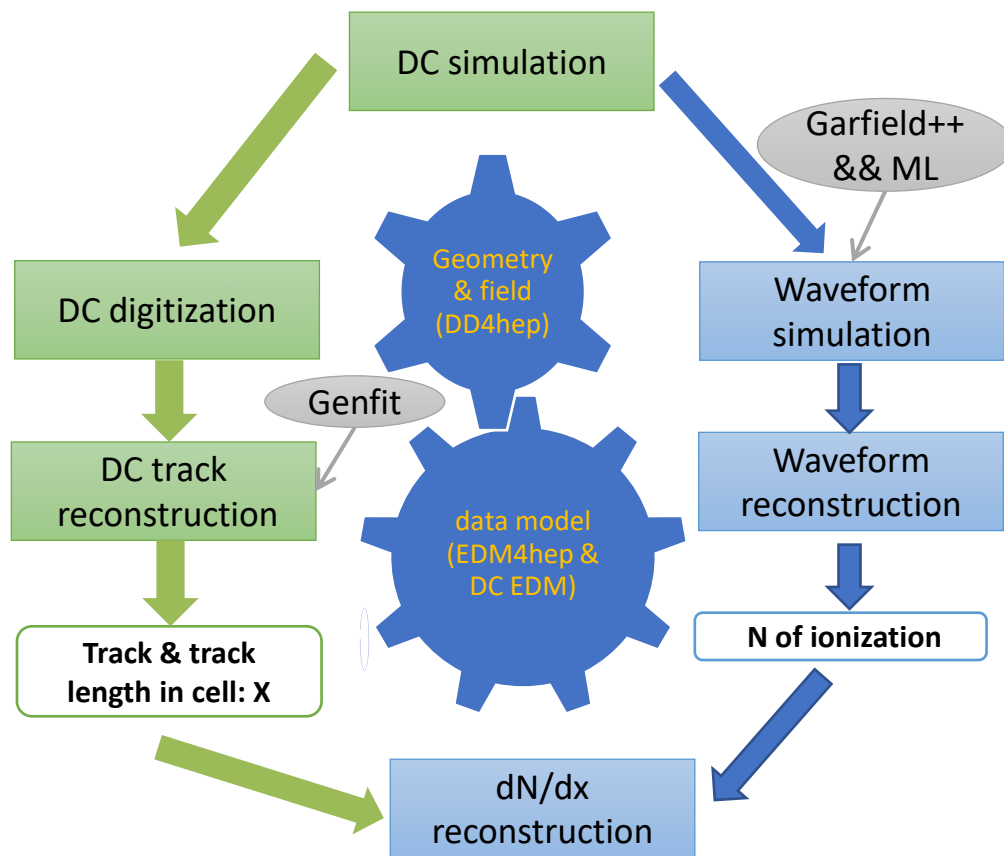 DC simulation
Garfield++
&& ML
Geometry
& field
(DD4hep)
DC digitization
Waveform
simulation
Genfit
DC track
reconstruction
Waveform
reconstruction
data model
(EDM4hep &
DC EDM)
Track & track
length in cell: X
N of ionization
dN/dx
reconstruction